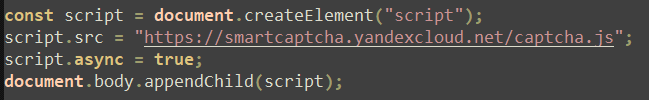 const script = document.createElement("script");
script.src = "https://smartcaptcha.yandexcloud.net/captcha.js";
script.async = true;
document.body.appendChild(script);